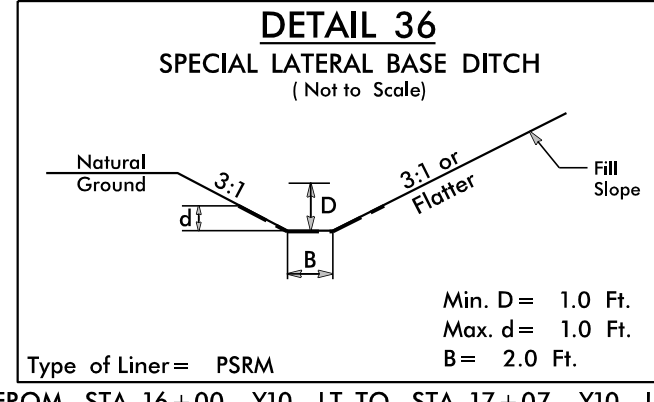 DETAIL 36
SPECIAL LATERAL BASE DITCH
( Not to Scale)
Natural
Ground
3:1
D
d
B
3:1 or
Flatter
Fill
Slope
Min. D = 1.0 Ft.
Max. d = 1.0 Ft.
B = 2.0 Ft.
Type of Liner = PSRM
FROM STA 16+00 Y10 LT TO STA 17+07 Y10